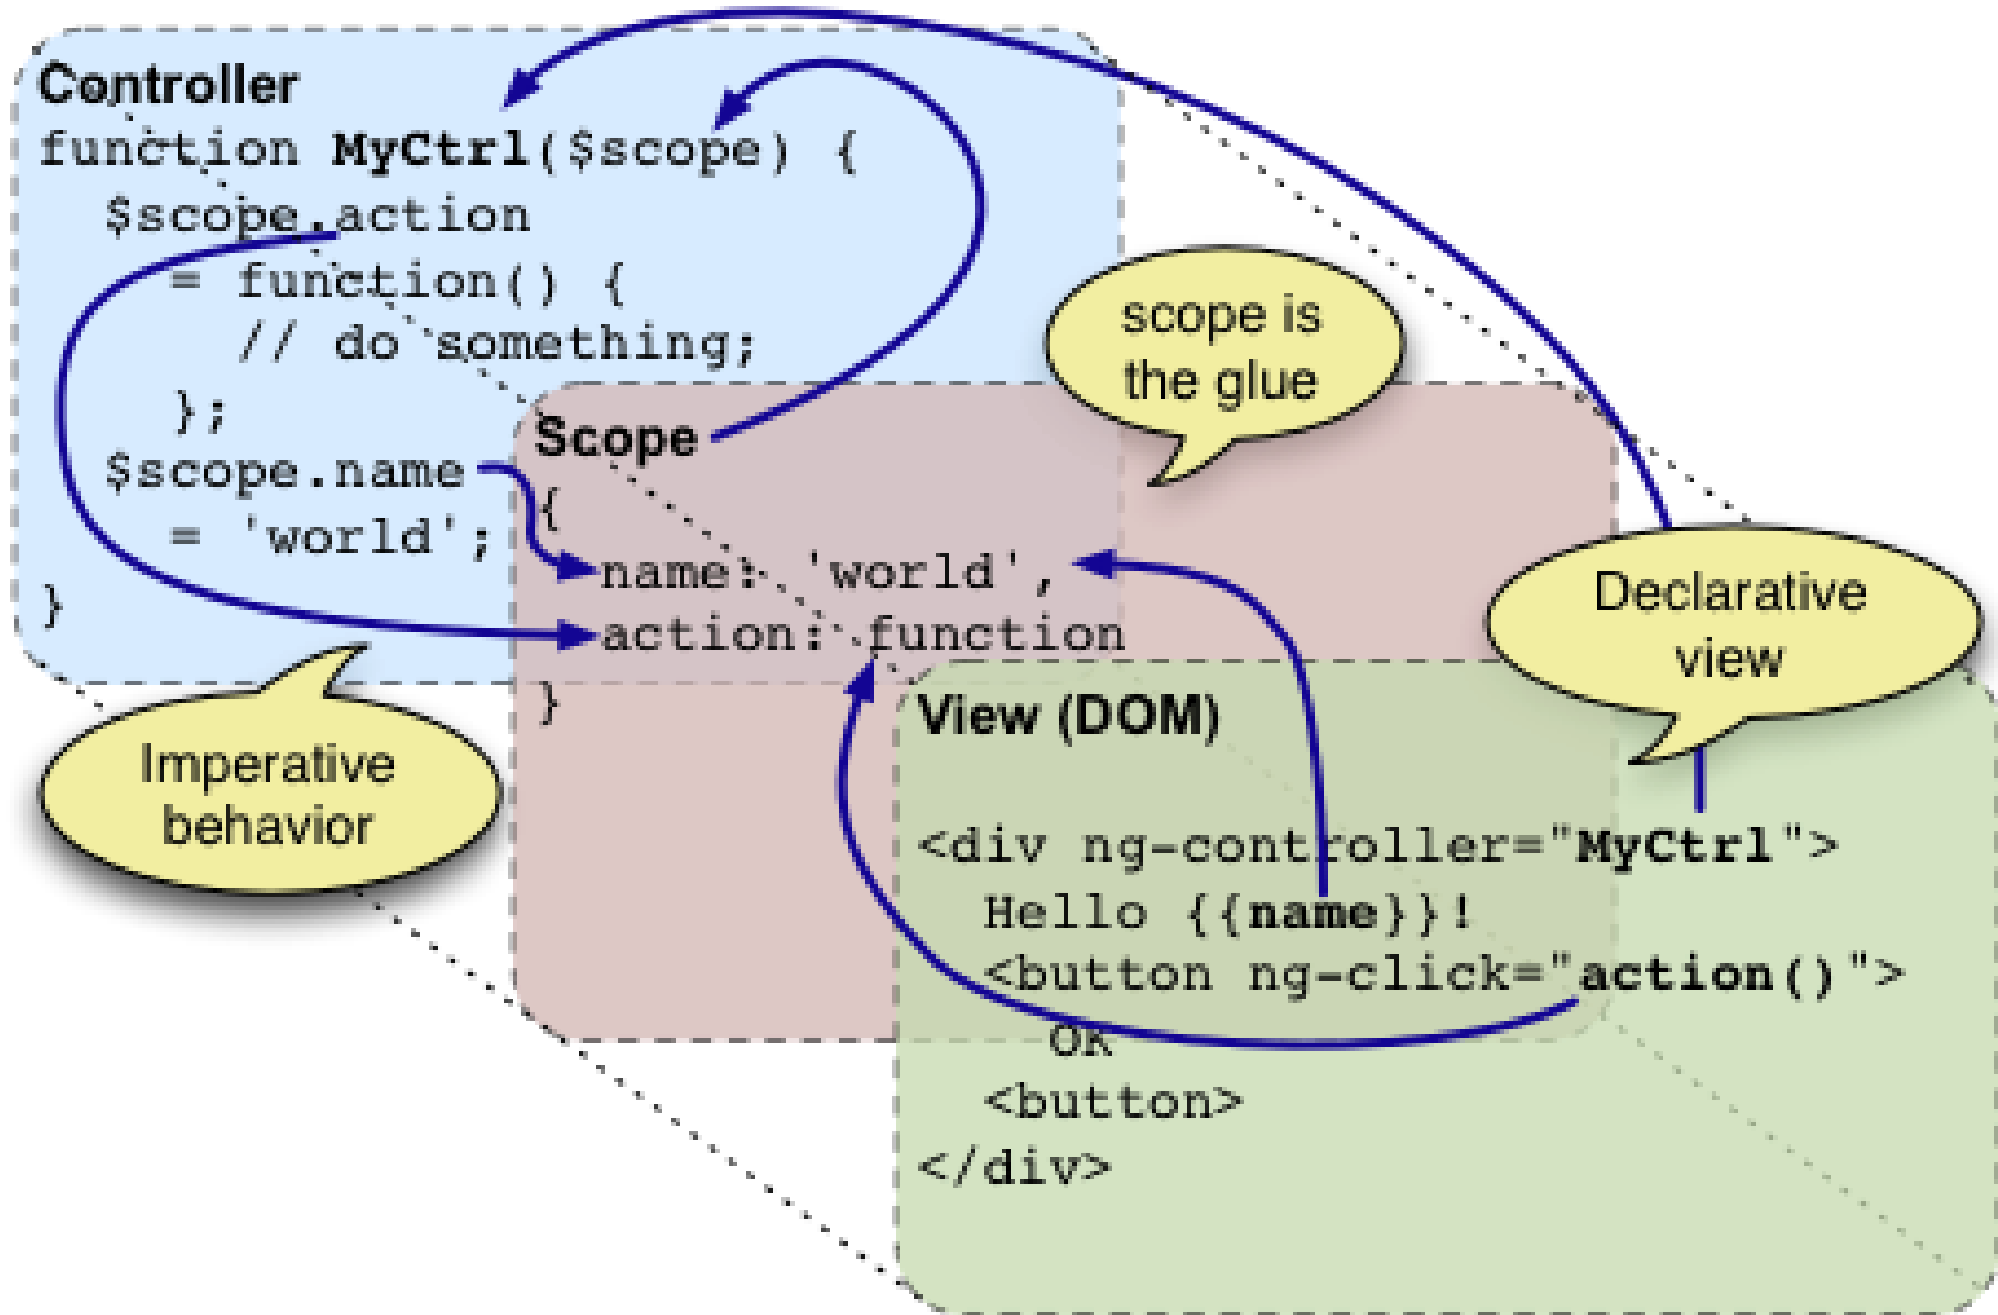 Controller
function MyCtrl($scope) {
$scope.action
= function() {
// do something;
};
$scope.name
= 'world';
}
Imperative
behavior
scope is
the glue
Scope
{
name: 'world',
action: function
}
Declarative
view
View (DOM)
<div ng-controller="MyCtrl">
Hello {{name}}!
<button ng-click="action()">
OK
<button>
</div>